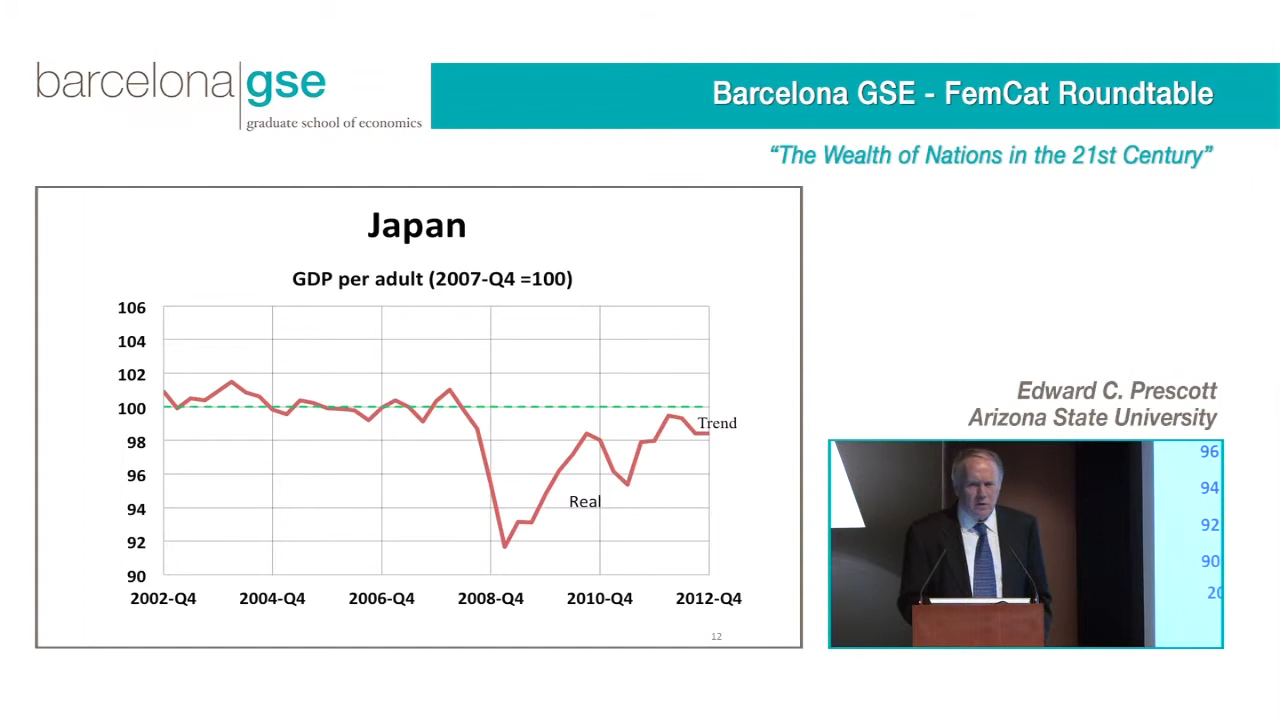 barcelona gse
graduate school of economics
Barcelona GSE - FemCat Roundtable
“The Wealth of Nations in the 21st Century”
Japan
GDP per adult (2007-Q4 =100)
106
104
102
100
98
96
94
92
90
Trend
Real
2002-Q4 2004-Q4 2006-Q4 2008-Q4 2010-Q4 2012-Q4
12
Edward C. Prescott
Arizona State University
96
94
92
90
20